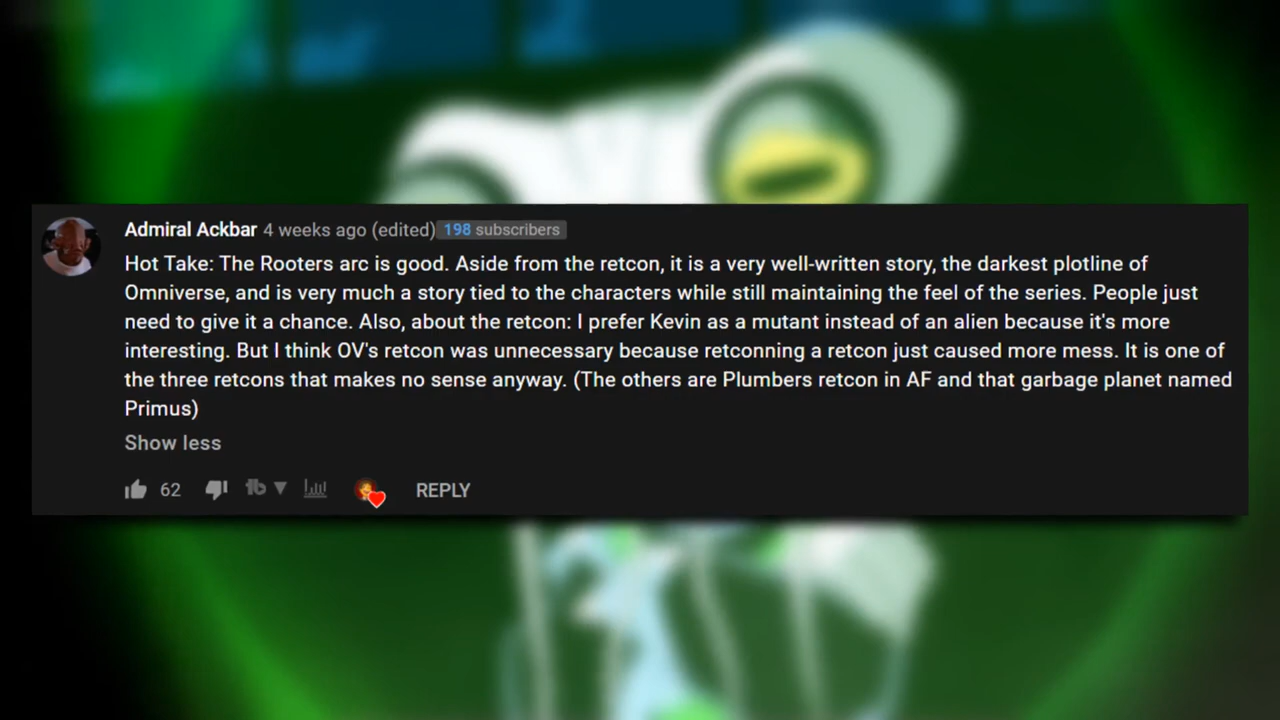 Admiral Ackbar 4 weeks ago (edited) 198 subscribers
Hot Take: The Rooters arc is good. Aside from the retcon, it is a very well-written story, the darkest plotline of
Omniverse, and is very much a story tied to the characters while still maintaining the feel of the series. People just
need to give it a chance. Also, about the retcon: I prefer Kevin as a mutant instead of an alien because it's more
interesting. But I think OV's retcon was unnecessary because retconning a retcon just caused more mess. It is one of
the three retcons that makes no sense anyway. (The others are Plumbers retcon in AF and that garbage planet named
Primus)
Show less
62 tb REPLY